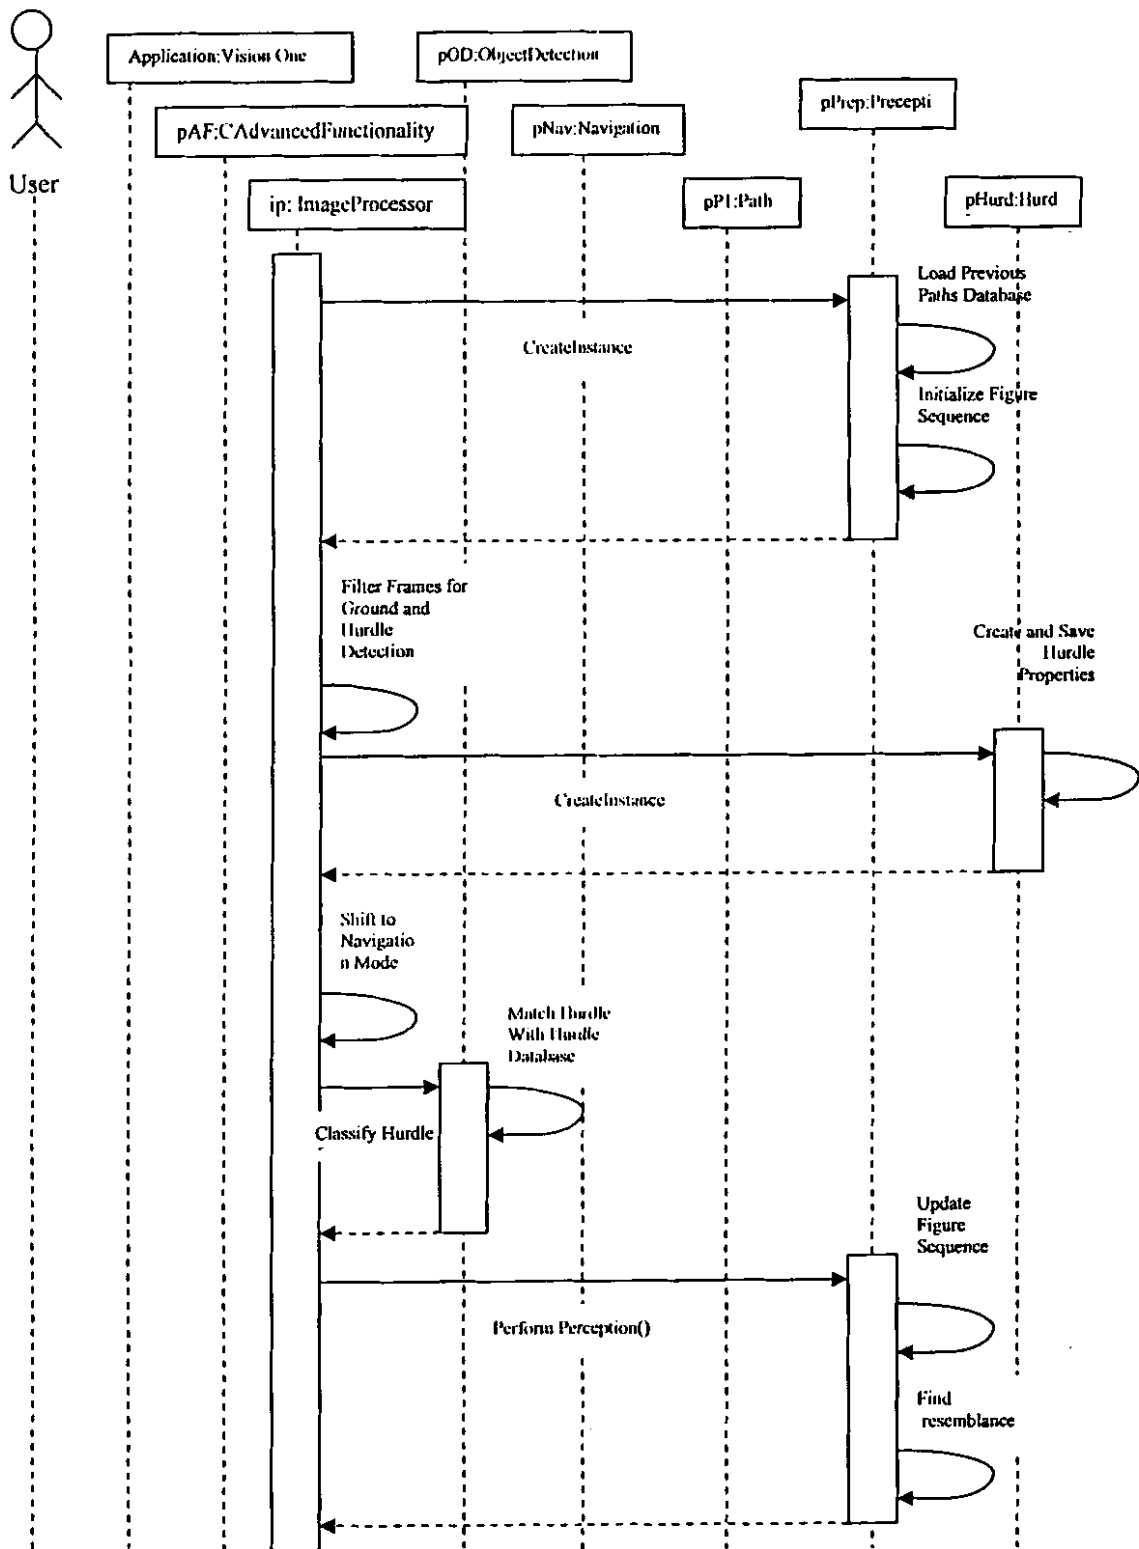 Application:Vision One
pOD:ObjectDetection
pPrep:Precepti
pAF:CAdvancedFunctionality
pNav:Navigation
User
ip: ImageProcessor
pP1:Path
pHurd:Hurd
Load Previous
Paths Database
CreateInstance
Initialize Figure
Sequence
Filter Frames for
Ground and
Hurdle
Detection
Create and Save
Hurdle
Properties
CreateInstance
Shift to
Navigatio
n Mode
Match Hurdle
With Hurdle
Database
Classify Hurdle
Update
Figure
Sequence
Perform Perception()
Find
resemblance